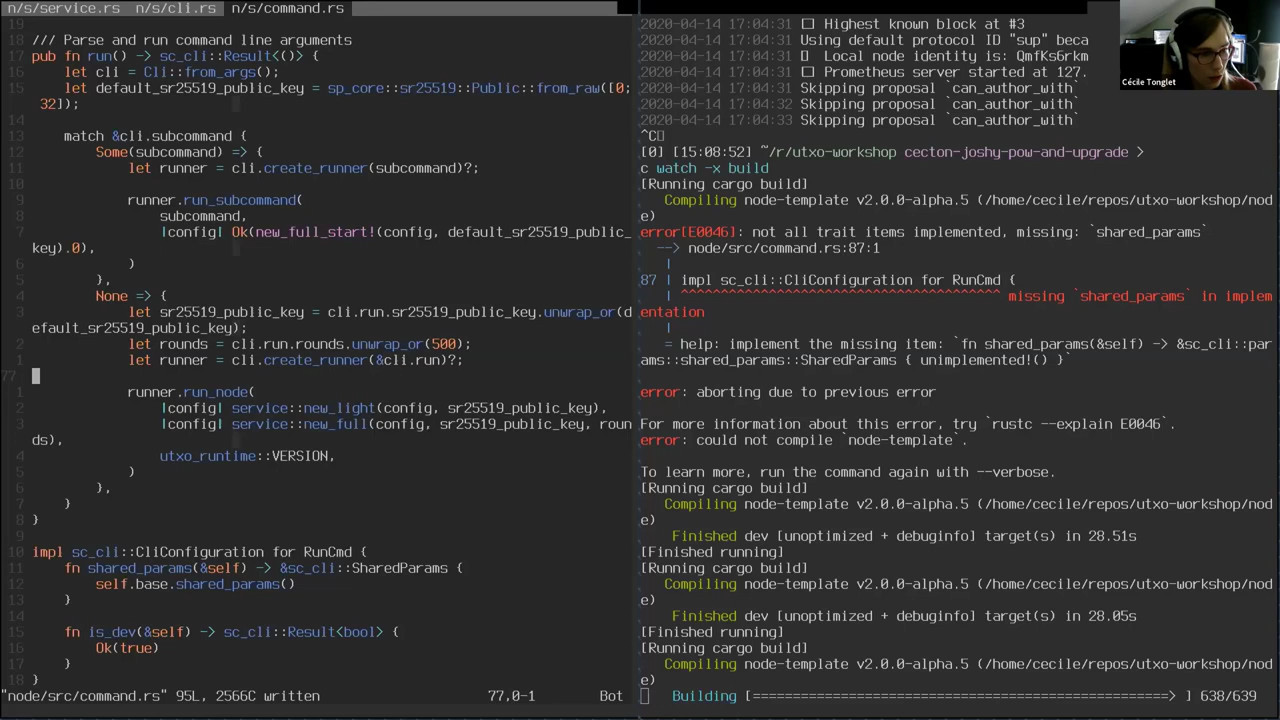 n/s/service.rs n/s/cli.rs n/s/command.rs
19
18 /// Parse and run command line arguments
17 pub fn run() -> sc_cli::Result<()> {
16 let cli = Cli::from_args();
15 let default_sr25519_public_key = sp_core::sr25519::Public::from_raw([0;
32]);
14
13 match &cli.subcommand {
12 Some(subcommand) => {
11 let runner = cli.create_runner(subcommand)?;
10
9 runner.run_subcommand(
8 subcommand,
7 |config| Ok(new_full_start!(config, default_sr25519_public_
key).0),
6 )
5 },
4 None => {
3 let sr25519_public_key = cli.run.sr25519_public_key.unwrap_or(d
efault_sr25519_public_key);
2 let rounds = cli.run.rounds.unwrap_or(500);
1 let runner = cli.create_runner(&cli.run)?;
77
1 runner.run_node(
2 |config| service::new_light(config, sr25519_public_key),
3 |config| service::new_full(config, sr25519_public_key, roun
ds),
4 utxo_runtime::VERSION,
5 )
6 },
7 }
8 }
9
10 impl sc_cli::CliConfiguration for RunCmd {
11 fn shared_params(&self) -> &sc_cli::SharedParams {
12 self.base.shared_params()
13 }
14
15 fn is_dev(&self) -> sc_cli::Result<bool> {
16 Ok(true)
17 }
18 }
"node/src/command.rs" 95L, 2566C written 77,0-1 Bot
2020-04-14 17:04:31 □ Highest known block at #3
2020-04-14 17:04:31 Using default protocol ID "sup" beca
2020-04-14 17:04:31 □ Local node identity is: QmfKs6rkm
2020-04-14 17:04:31 □ Prometheus server started at 127.
2020-04-14 17:04:31 Skipping proposal `can_author_with`
2020-04-14 17:04:32 Skipping proposal `can_author_with`
2020-04-14 17:04:33 Skipping proposal `can_author_with`
^C□
[0] [15:08:52] ~/r/utxo-workshop cecton-joshy-pow-and-upgrade >
c watch -x build
[Running cargo build]
Compiling node-template v2.0.0-alpha.5 (/home/cecile/repos/utxo-workshop/nod
e)
error[E0046]: not all trait items implemented, missing: `shared_params`
--> node/src/command.rs:87:1
|
87 | impl sc_cli::CliConfiguration for RunCmd {
| ^^^^^^^^^^^^^^^^^^^^^^^^^^^^^^^^^^^^^^^^ missing `shared_params` in implem
entation
|
= help: implement the missing item: `fn shared_params(&self) -> &sc_cli::par
ams::shared_params::SharedParams { unimplemented!() }`
error: aborting due to previous error
For more information about this error, try `rustc --explain E0046`.
error: could not compile `node-template`.
To learn more, run the command again with --verbose.
[Running cargo build]
Compiling node-template v2.0.0-alpha.5 (/home/cecile/repos/utxo-workshop/nod
e)
Finished dev [unoptimized + debuginfo] target(s) in 28.51s
[Finished running]
[Running cargo build]
Compiling node-template v2.0.0-alpha.5 (/home/cecile/repos/utxo-workshop/nod
e)
Finished dev [unoptimized + debuginfo] target(s) in 28.05s
[Finished running]
[Running cargo build]
Compiling node-template v2.0.0-alpha.5 (/home/cecile/repos/utxo-workshop/nod
e)
Building [=====================================================> ] 638/639
Cécile Tonglet